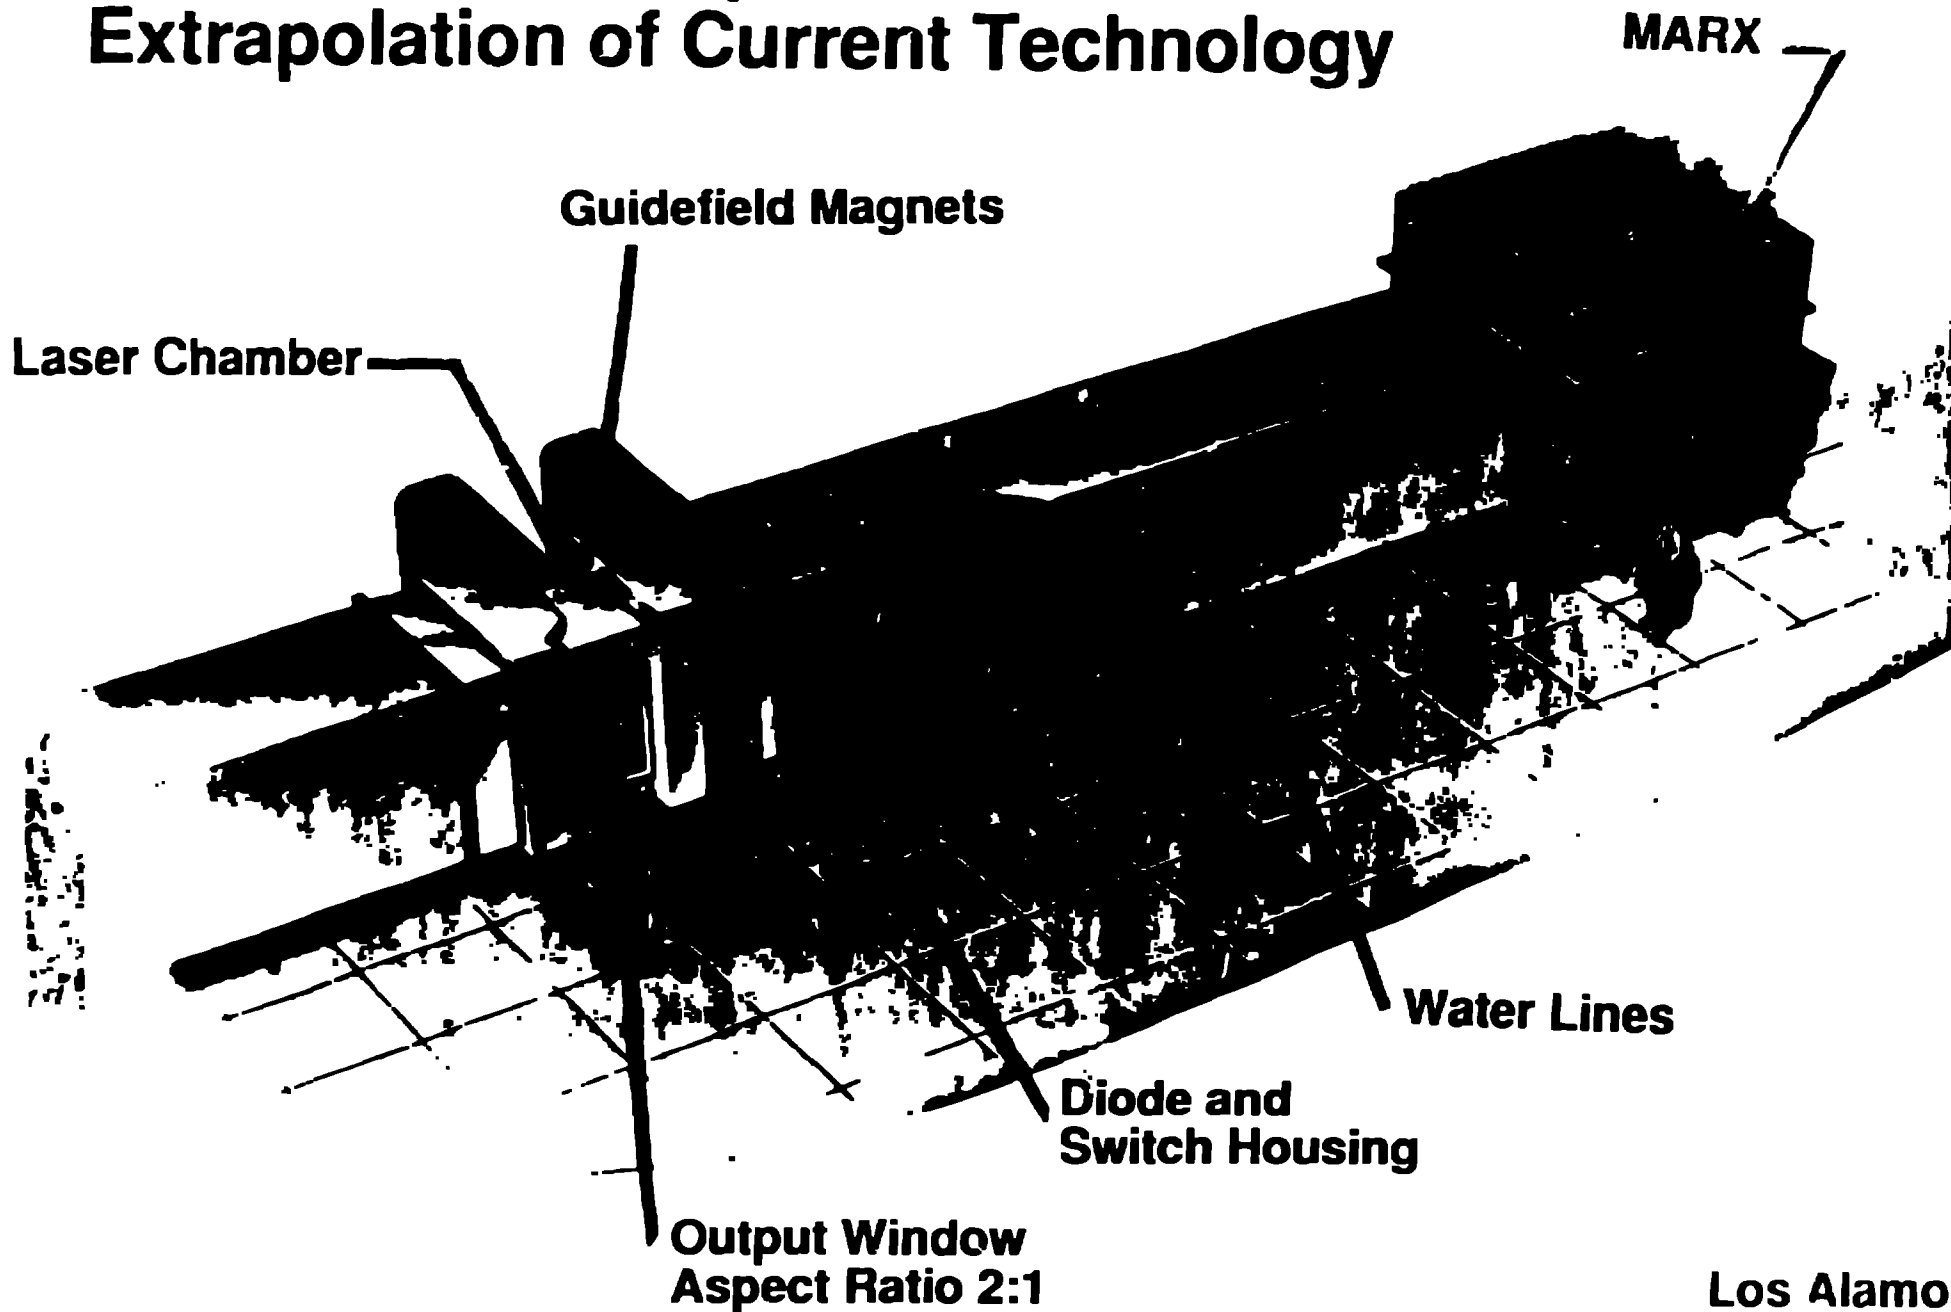 Extrapolation of Current Technology
MARX
Guidefield Magnets
Laser Chamber
Water Lines
Diode and
Switch Housing
Output Window
Aspect Ratio 2:1
Los Alamo